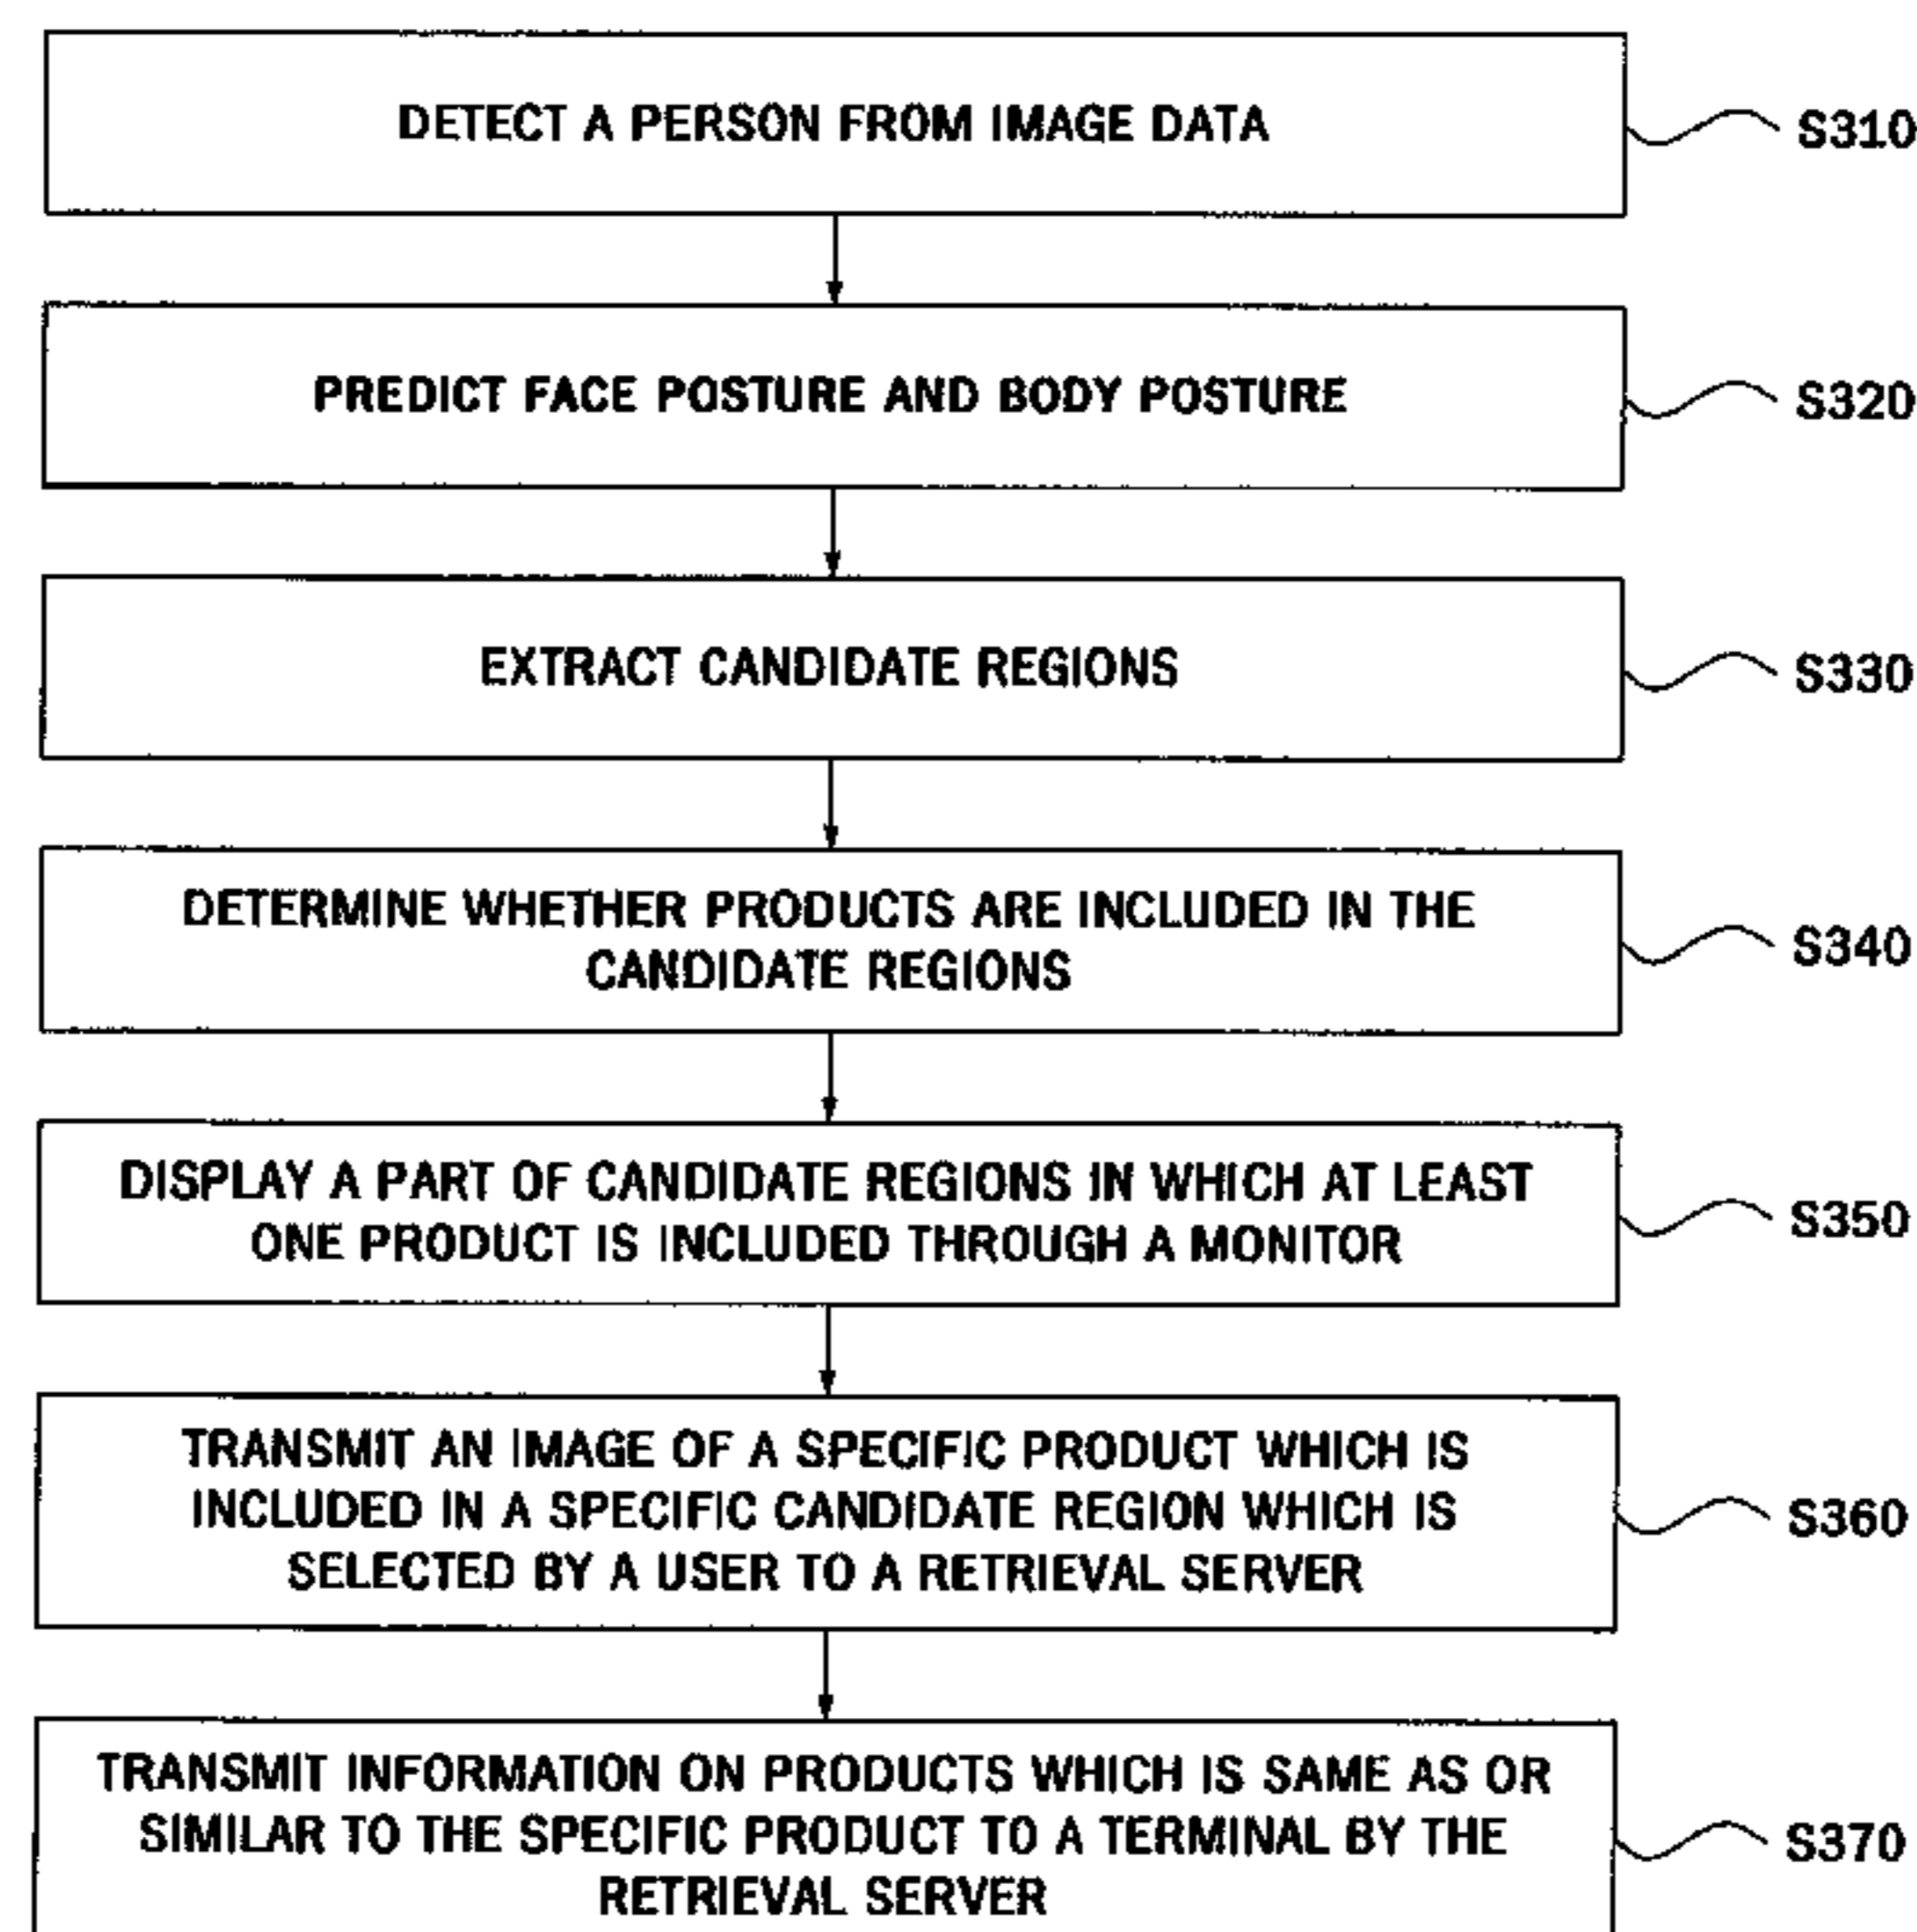 DETECT A PERSON FROM IMAGE DATA
S310
PREDICT FACE POSTURE AND BODY POSTURE
S320
EXTRACT CANDIDATE REGIONS
S330
DETERMINE WHETHER PRODUCTS ARE INCLUDED IN THE
CANDIDATE REGIONS
S340
DISPLAY A PART OF CANDIDATE REGIONS IN WHICH AT LEAST
ONE PRODUCT IS INCLUDED THROUGH A MONITOR
S350
TRANSMIT AN IMAGE OF A SPECIFIC PRODUCT WHICH IS
INCLUDED IN A SPECIFIC CANDIDATE REGION WHICH IS
SELECTED BY A USER TO A RETRIEVAL SERVER
S360
TRANSMIT INFORMATION ON PRODUCTS WHICH IS SAME AS OR
SIMILAR TO THE SPECIFIC PRODUCT TO A TERMINAL BY THE
RETRIEVAL SERVER
S370